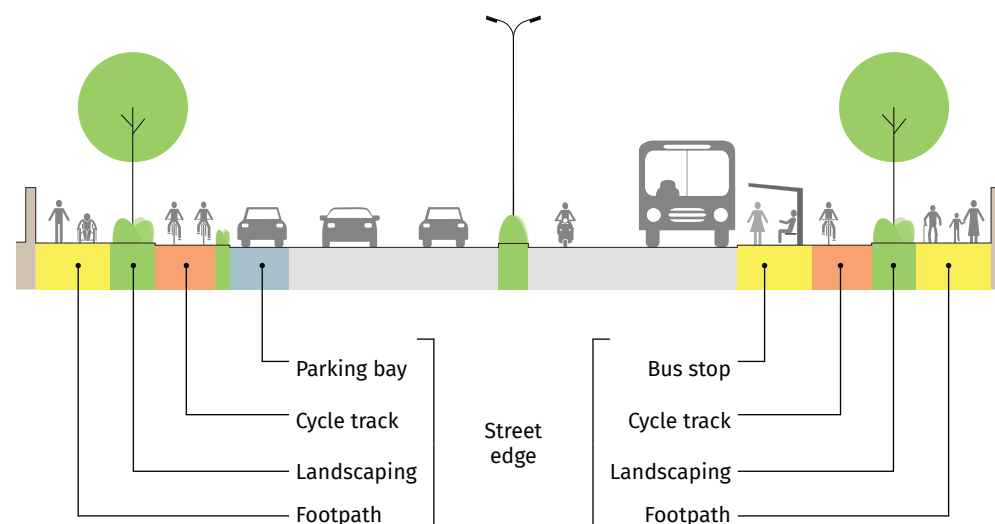 Parking bay
Cycle track
Landscaping
Footpath
Street
edge
Bus stop
Cycle track
Landscaping
Footpath